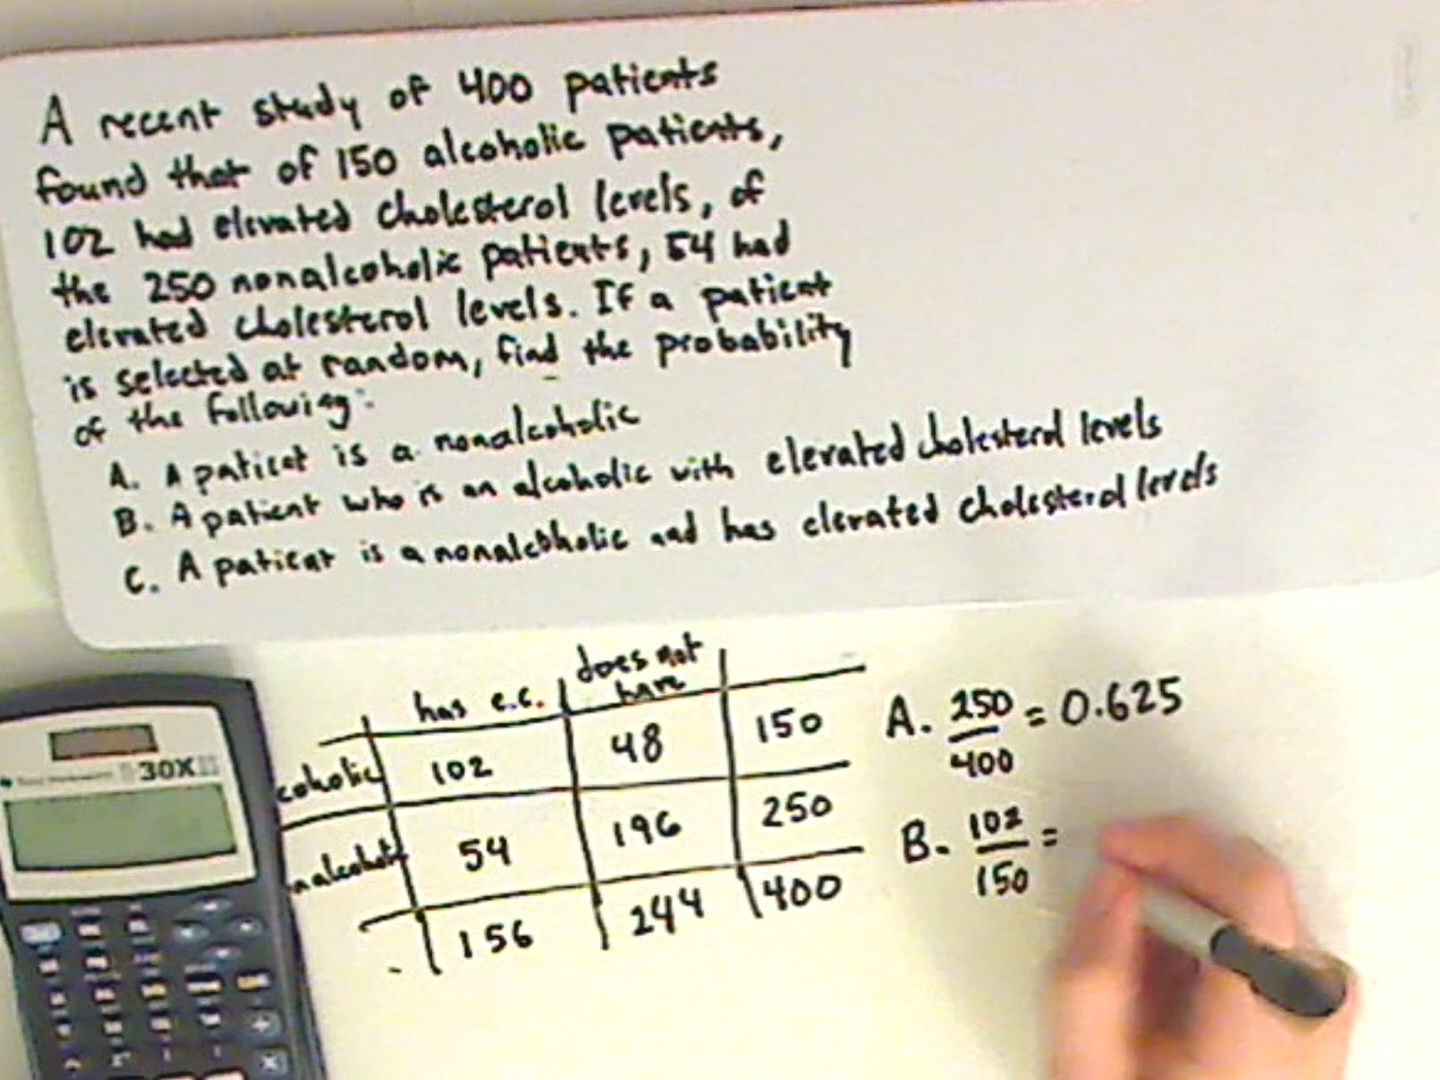 A recent study of 400 patients
found that of 150 alcoholic patients,
102 had elevated cholesterol levels, of
the 250 nonalcoholic patients, 54 had
elevated cholesterol levels. If a patient
is selected at random, find the probability
of the following:
A. A patient is a nonalcoholic
B. A patient who is an alcoholic with elevated cholesterol levels
C. A patient is a nonalcoholic and has elevated cholesterol levels
has e.c. does not have
coholic 102 48 150
nalcoholic 54 196 250
156 244 400
A. 250/400 = 0.625
B. 102/150 =
30X